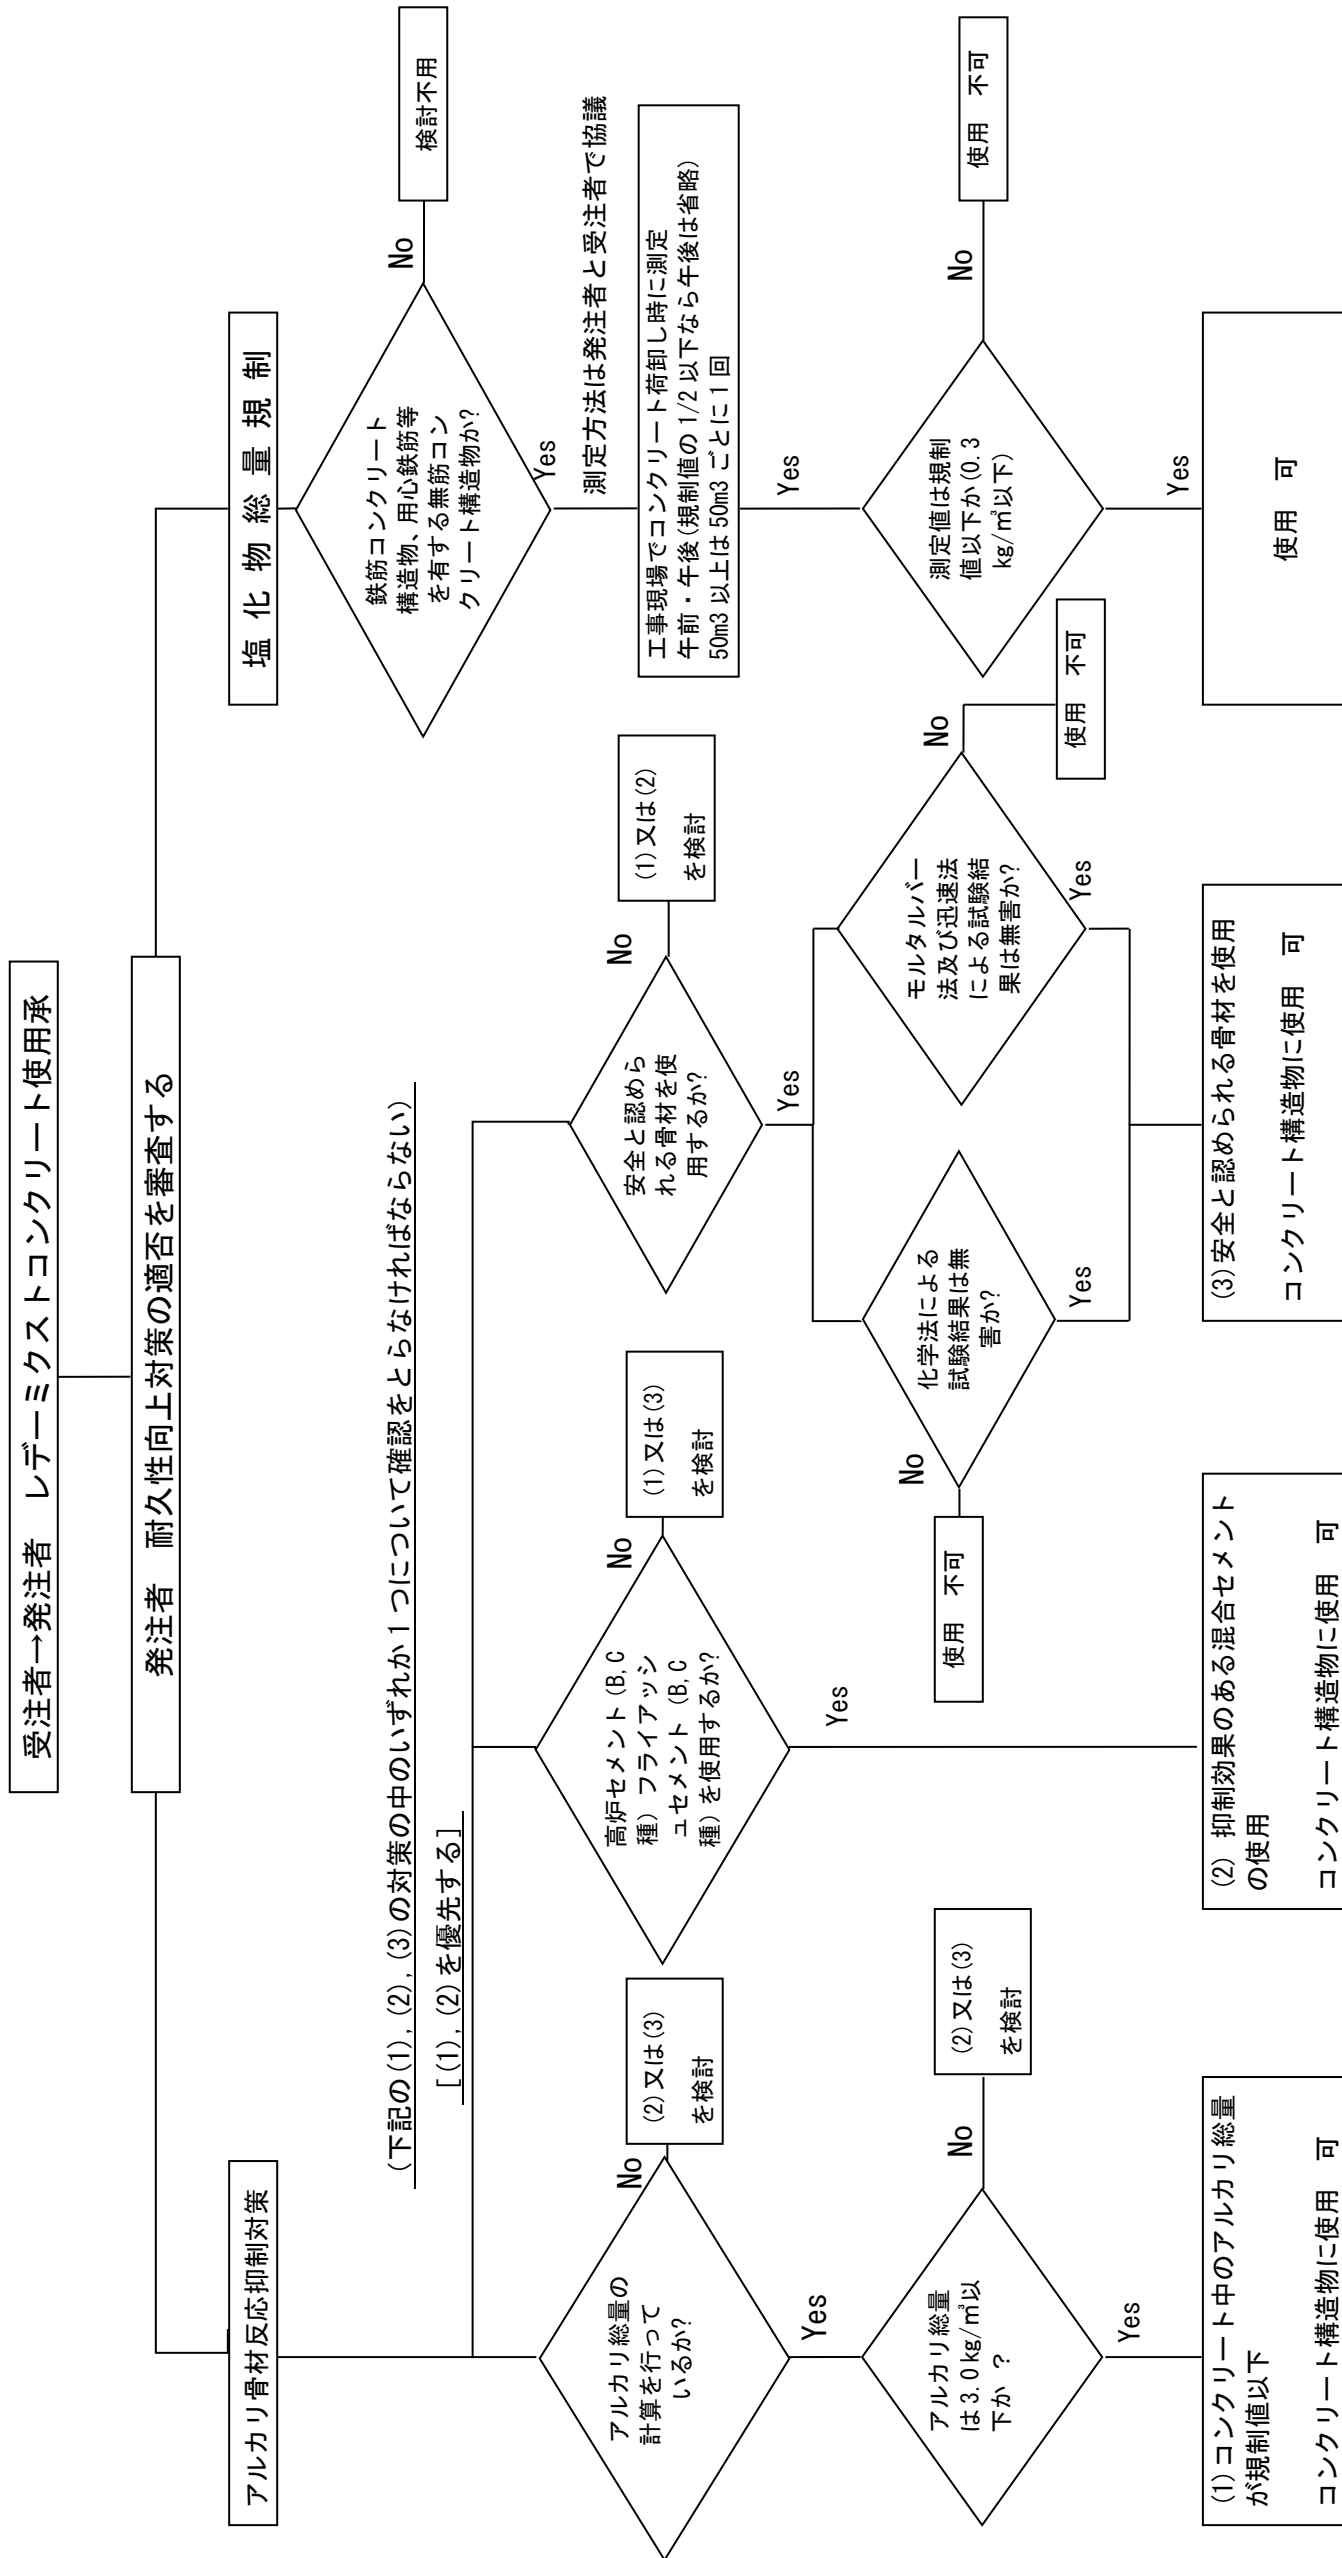 受注者→発注者　レデーミクストコンクリート使用承
発注者　耐久性向上対策の適否を審査する
アルカリ骨材反応抑制対策
塩 化 物 総 量 規 制
(下記の(1),(2),(3)の対策の中のいずれか１つについて確認をとらなければならない)
[(1),(2)を優先する]
アルカリ総量の
計算を行って
いるか?
No
(2)又は(3)
を検討
Yes
アルカリ総量
は3.0kg/㎥以
下か ？
No
(2)又は(3)
を検討
Yes
(1)コンクリート中のアルカリ総量
が規制値以下
コンクリート構造物に使用　可
高炉セメント(B,C
種) フライアッシ
ュセメント(B,C
種)を使用するか?
No
(1)又は(3)
を検討
Yes
(2) 抑制効果のある混合セメント
の使用
コンクリート構造物に使用　可
安全と認めら
れる骨材を使
用するか?
No
(1)又は(2)
を検討
Yes
化学法による
試験結果は無
害か?
No
使用　不可
Yes
モルタルバー
法及び迅速法
による試験結
果は無害か?
No
使用　不可
Yes
(3)安全と認められる骨材を使用
コンクリート構造物に使用　可
鉄筋コンクリート
構造物、用心鉄筋等
を有する無筋コン
クリート構造物か?
No
検討不用
Yes
測定方法は発注者と受注者で協議
工事現場でコンクリート荷卸し時に測定
午前・午後(規制値の1/2以下なら午後は省略)
50m3以上は50m3ごとに1回
Yes
測定値は規制
値以下か(0.3
kg/㎥以下)
No
使用　不可
Yes
使用　可